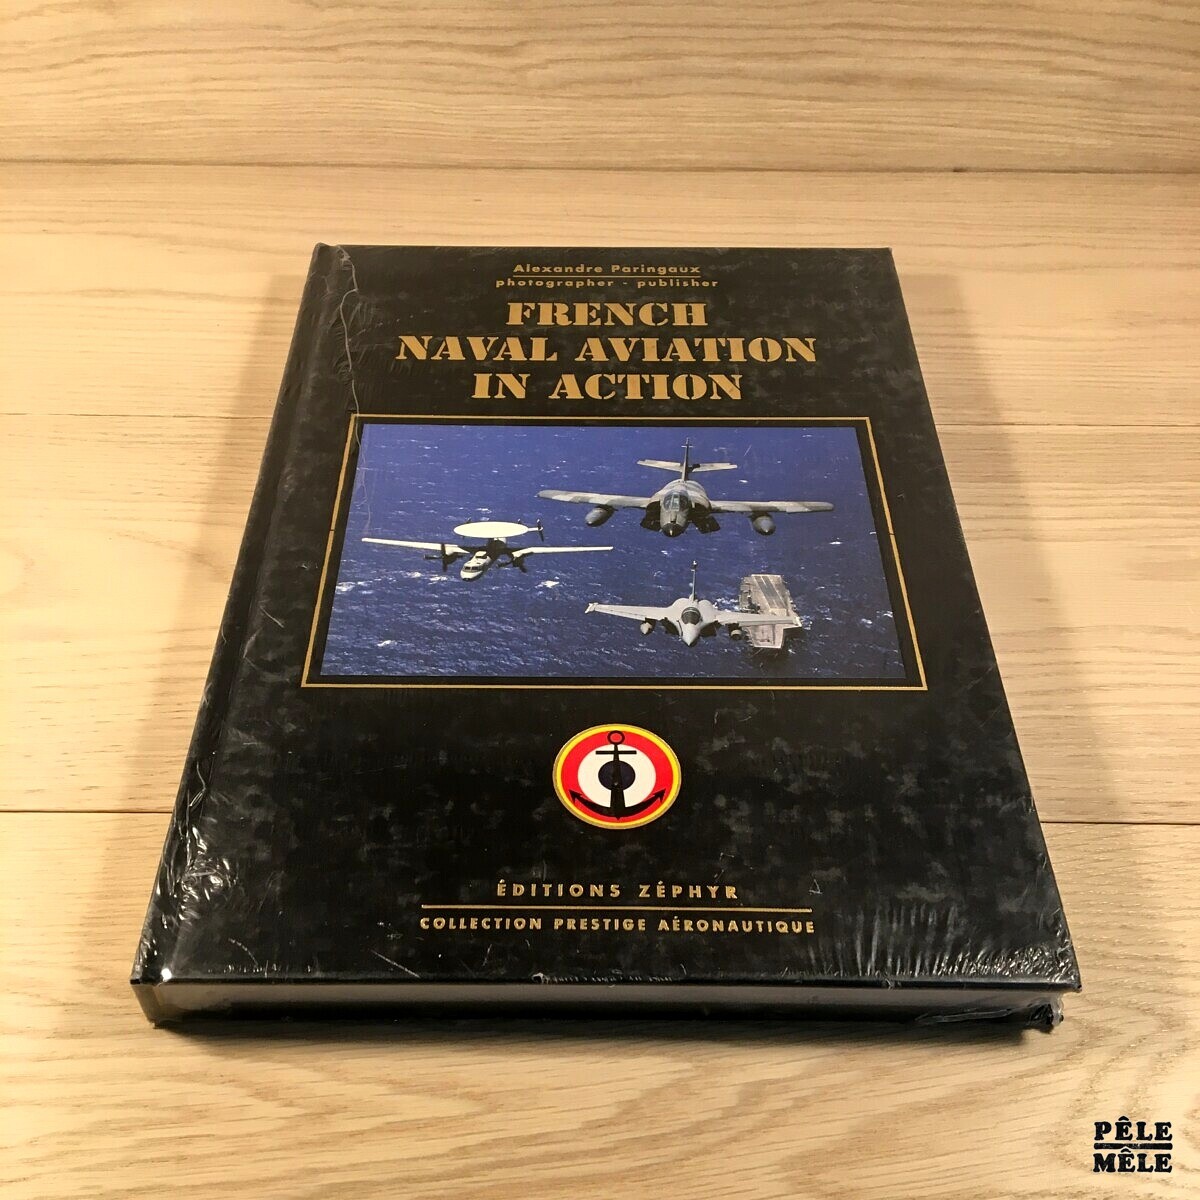 Alexandre Paringaux
photographer - publisher
FRENCH
NAVAL AVIATION
IN ACTION
ÉDITIONS ZÉPHYR
COLLECTION PRESTIGE AÉRONAUTIQUE
PÊLE
MÊLE